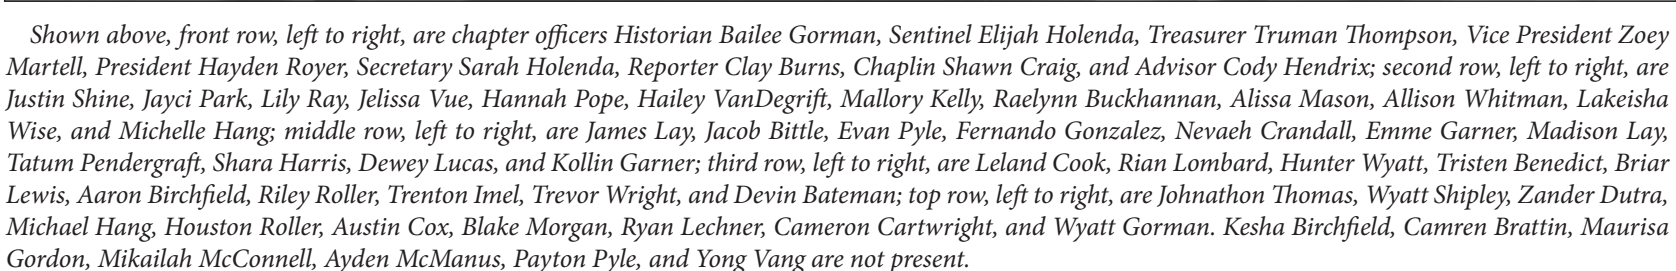 Shown above, front row, left to right, are chapter officers Historian Bailee Gorman, Sentinel Elijah Holenda, Treasurer Truman Thompson, Vice President Zoey
Martell, President Hayden Royer, Secretary Sarah Holenda, Reporter Clay Burns, Chaplin Shawn Craig, and Advisor Cody Hendrix; second row, left to right, are
Justin Shine, Jayci Park, Lily Ray, Jelissa Vue, Hannah Pope, Hailey VanDegrift, Mallory Kelly, Raelynn Buckhannan, Alissa Mason, Allison Whitman, Lakeisha
Wise, and Michelle Hang; middle row, left to right, are James Lay, Jacob Bittle, Evan Pyle, Fernando Gonzalez, Nevaeh Crandall, Emme Garner, Madison Lay,
Tatum Pendergraft, Shara Harris, Dewey Lucas, and Kollin Garner; third row, left to right, are Leland Cook, Rian Lombard, Hunter Wyatt, Tristen Benedict, Briar
Lewis, Aaron Birchfield, Riley Roller, Trenton Imel, Trevor Wright, and Devin Bateman; top row, left to right, are Johnathon Thomas, Wyatt Shipley, Zander Dutra,
Michael Hang, Houston Roller, Austin Cox, Blake Morgan, Ryan Lechner, Cameron Cartwright, and Wyatt Gorman. Kesha Birchfield, Camren Brattin, Maurisa
Gordon, Mikailah McConnell, Ayden McManus, Payton Pyle, and Yong Vang are not present.